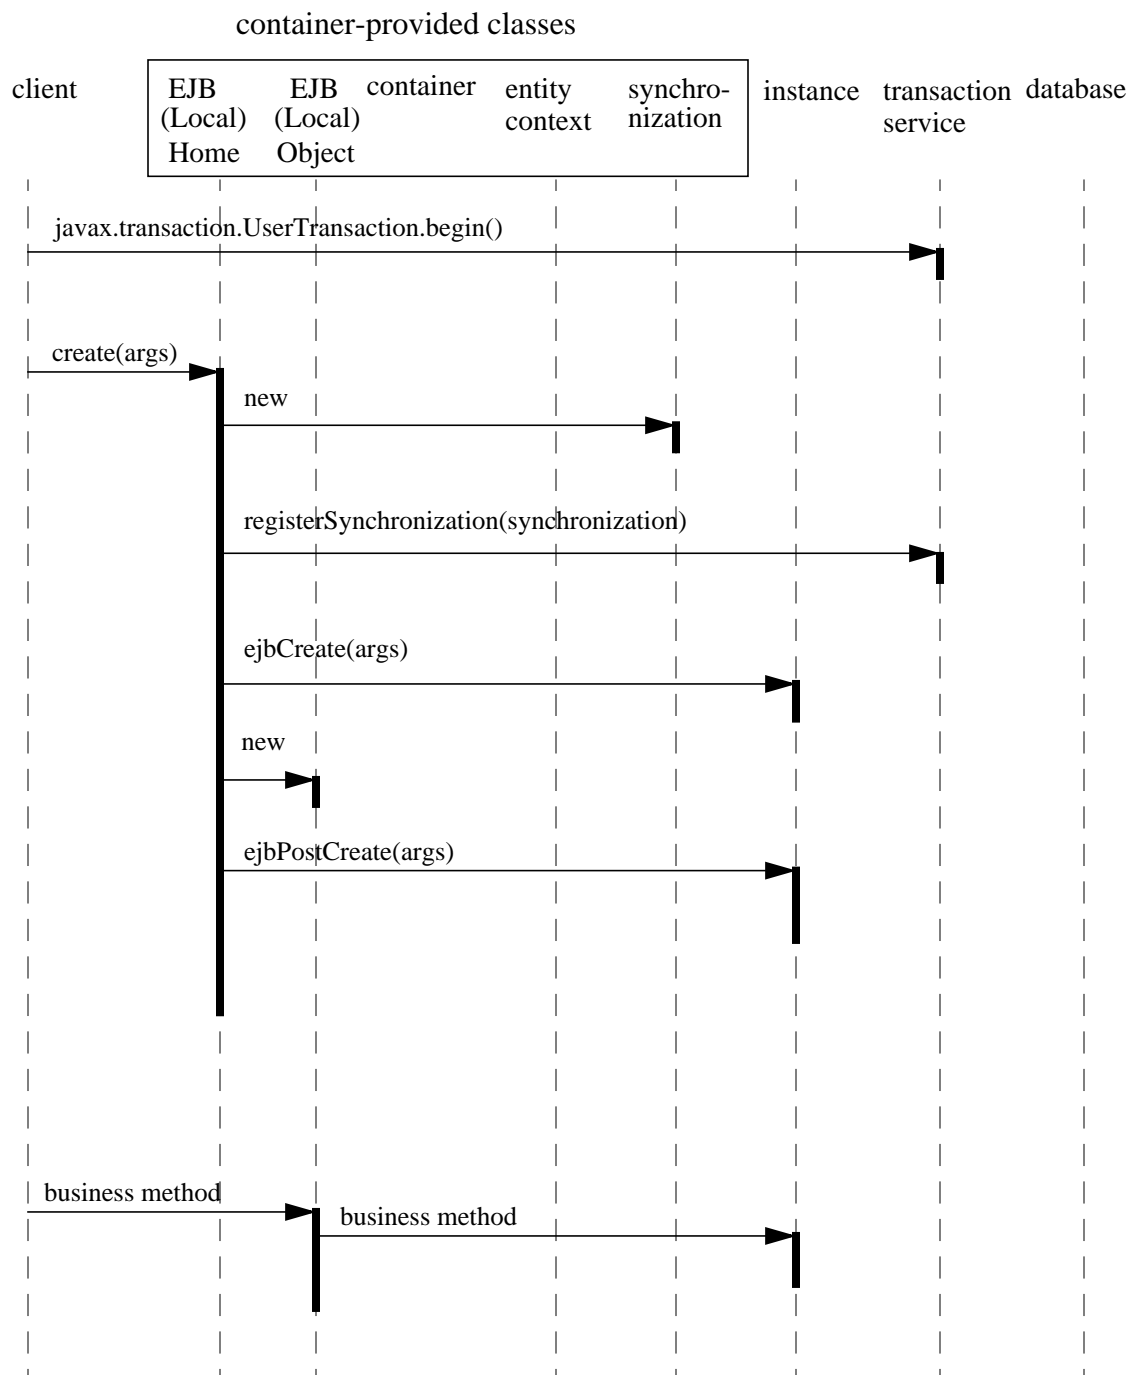 container-provided classes
client
EJB
(Local)
Home
EJB
(Local)
Object
container
entity
context
synchro-
nization
instance
transaction
service
database
javax.transaction.UserTransaction.begin()
create(args)
new
registerSynchronization(synchronization)
ejbCreate(args)
new
ejbPostCreate(args)
business method
business method